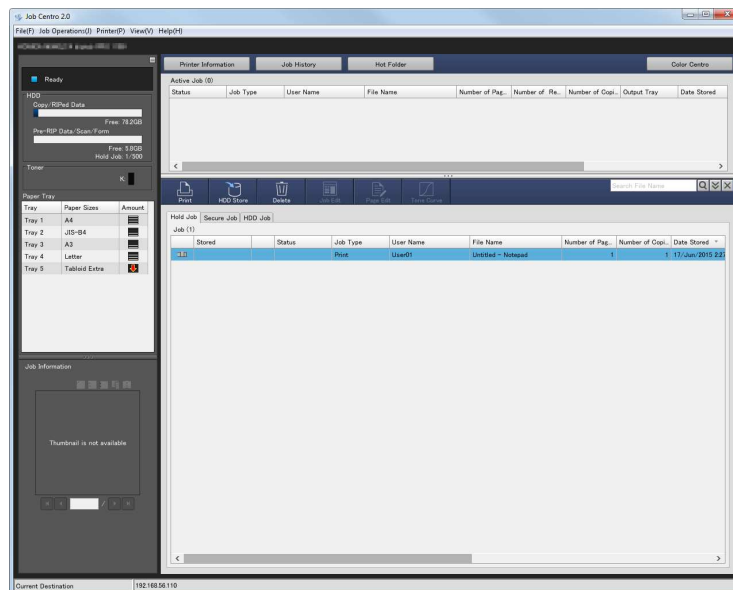 Job Centro 2.0
File(F) Job Operations(J) Printer(P) View(V) Help(H)
Ready
HDD
Copy/RIPed Data
Free: 78.2GB
Pre-RIP Data/Scan/Form
Free: 5.8GB
Hold Job: 1/500
Toner
K:
Paper Tray
Tray Paper Sizes Amount
Tray 1 A4
Tray 2 JIS-B4
Tray 3 A3
Tray 4 Letter
Tray 5 Tabloid Extra
Job Information
Thumbnail is not available
/
Printer Information Job History Hot Folder Color Centro
Active Job (0)
Status Job Type User Name File Name Number of Pag... Number of Re... Number of Copi... Output Tray Date Stored
Print HDD Store Delete Job Edit Page Edit Tone Curve Search File Name
Hold Job Secure Job HDD Job
Job (1)
Stored Status Job Type User Name File Name Number of Pag... Number of Copi... Date Stored
Print User01 Untitled - Notepad 1 1 17/Jun/2015 2:27
Current Destination 192.168.56.110